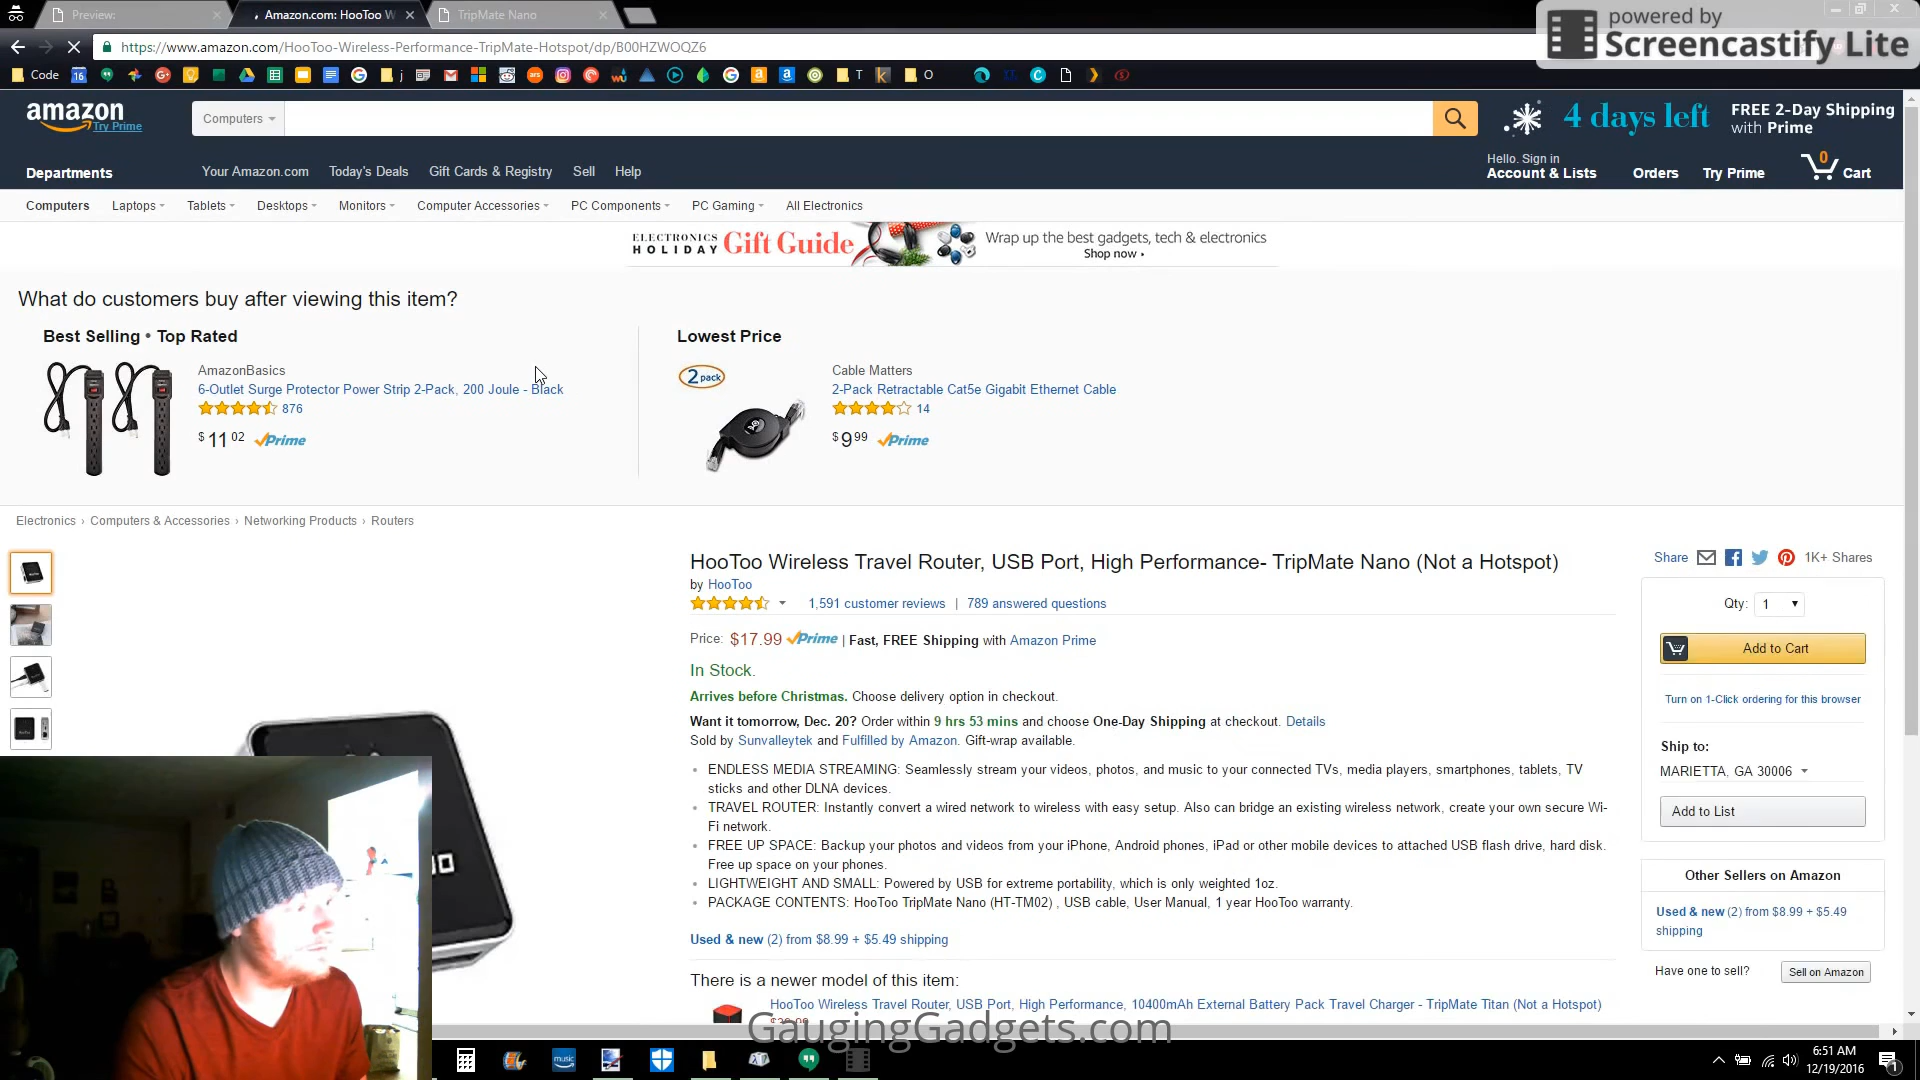 Preview:
Amazon.com: HooToo W
TripMate Nano
powered by
Screencastify Lite
https://www.amazon.com/HooToo-Wireless-Performance-TripMate-Hotspot/dp/B00HZWOQZ6
Code
16
j
T
O
amazon
Try Prime
Computers
4 days left
FREE 2-Day Shipping
with Prime
Departments
Your Amazon.com
Today's Deals
Gift Cards & Registry
Sell
Help
Hello. Sign in
Account & Lists
Orders
Try Prime
0
Cart
Computers
Laptops
Tablets
Desktops
Monitors
Computer Accessories
PC Components
PC Gaming
All Electronics
ELECTRONICS
HOLIDAY
Gift Guide
Wrap up the best gadgets, tech & electronics
Shop now ›
What do customers buy after viewing this item?
Best Selling • Top Rated
AmazonBasics
6-Outlet Surge Protector Power Strip 2-Pack, 200 Joule - Black
876
$11 02 Prime
Lowest Price
2 pack
Cable Matters
2-Pack Retractable Cat5e Gigabit Ethernet Cable
14
$9 99 Prime
Electronics › Computers & Accessories › Networking Products › Routers
HooToo Wireless Travel Router, USB Port, High Performance- TripMate Nano (Not a Hotspot)
by HooToo
1,591 customer reviews | 789 answered questions
Price: $17.99 Prime | Fast, FREE Shipping with Amazon Prime
In Stock.
Arrives before Christmas. Choose delivery option in checkout.
Want it tomorrow, Dec. 20? Order within 9 hrs 53 mins and choose One-Day Shipping at checkout. Details
Sold by Sunvalleytek and Fulfilled by Amazon. Gift-wrap available.
• ENDLESS MEDIA STREAMING: Seamlessly stream your videos, photos, and music to your connected TVs, media players, smartphones, tablets, TV
sticks and other DLNA devices.
• TRAVEL ROUTER: Instantly convert a wired network to wireless with easy setup. Also can bridge an existing wireless network, create your own secure Wi-
Fi network.
• FREE UP SPACE: Backup your photos and videos from your iPhone, Android phones, iPad or other mobile devices to attached USB flash drive, hard disk.
Free up space on your phones.
• LIGHTWEIGHT AND SMALL: Powered by USB for extreme portability, which is only weighted 1oz.
• PACKAGE CONTENTS: HooToo TripMate Nano (HT-TM02) , USB cable, User Manual, 1 year HooToo warranty.
Used & new (2) from $8.99 + $5.49 shipping
There is a newer model of this item:
HooToo Wireless Travel Router, USB Port, High Performance, 10400mAh External Battery Pack Travel Charger - TripMate Titan (Not a Hotspot)
Share
1K+ Shares
Qty: 1
Add to Cart
Turn on 1-Click ordering for this browser
Ship to:
MARIETTA, GA 30006
Add to List
Other Sellers on Amazon
Used & new (2) from $8.99 + $5.49
shipping
Have one to sell?
Sell on Amazon
GaugingGadgets.com
music
6:51 AM
12/19/2016
1